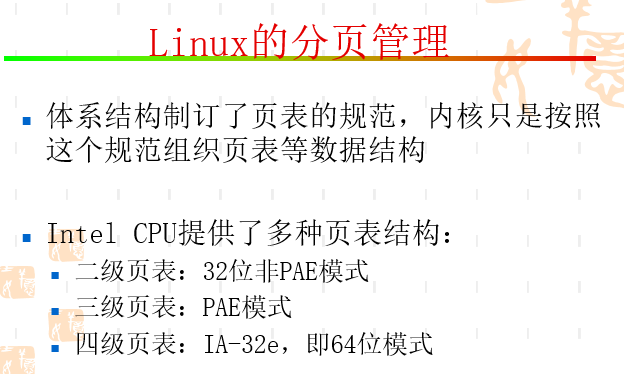 Linux的分页管理
体系结构制订了页表的规范，内核只是按照
这个规范组织页表等数据结构
Intel CPU提供了多种页表结构：
二级页表：32位非PAE模式
三级页表：PAE模式
四级页表：IA-32e，即64位模式